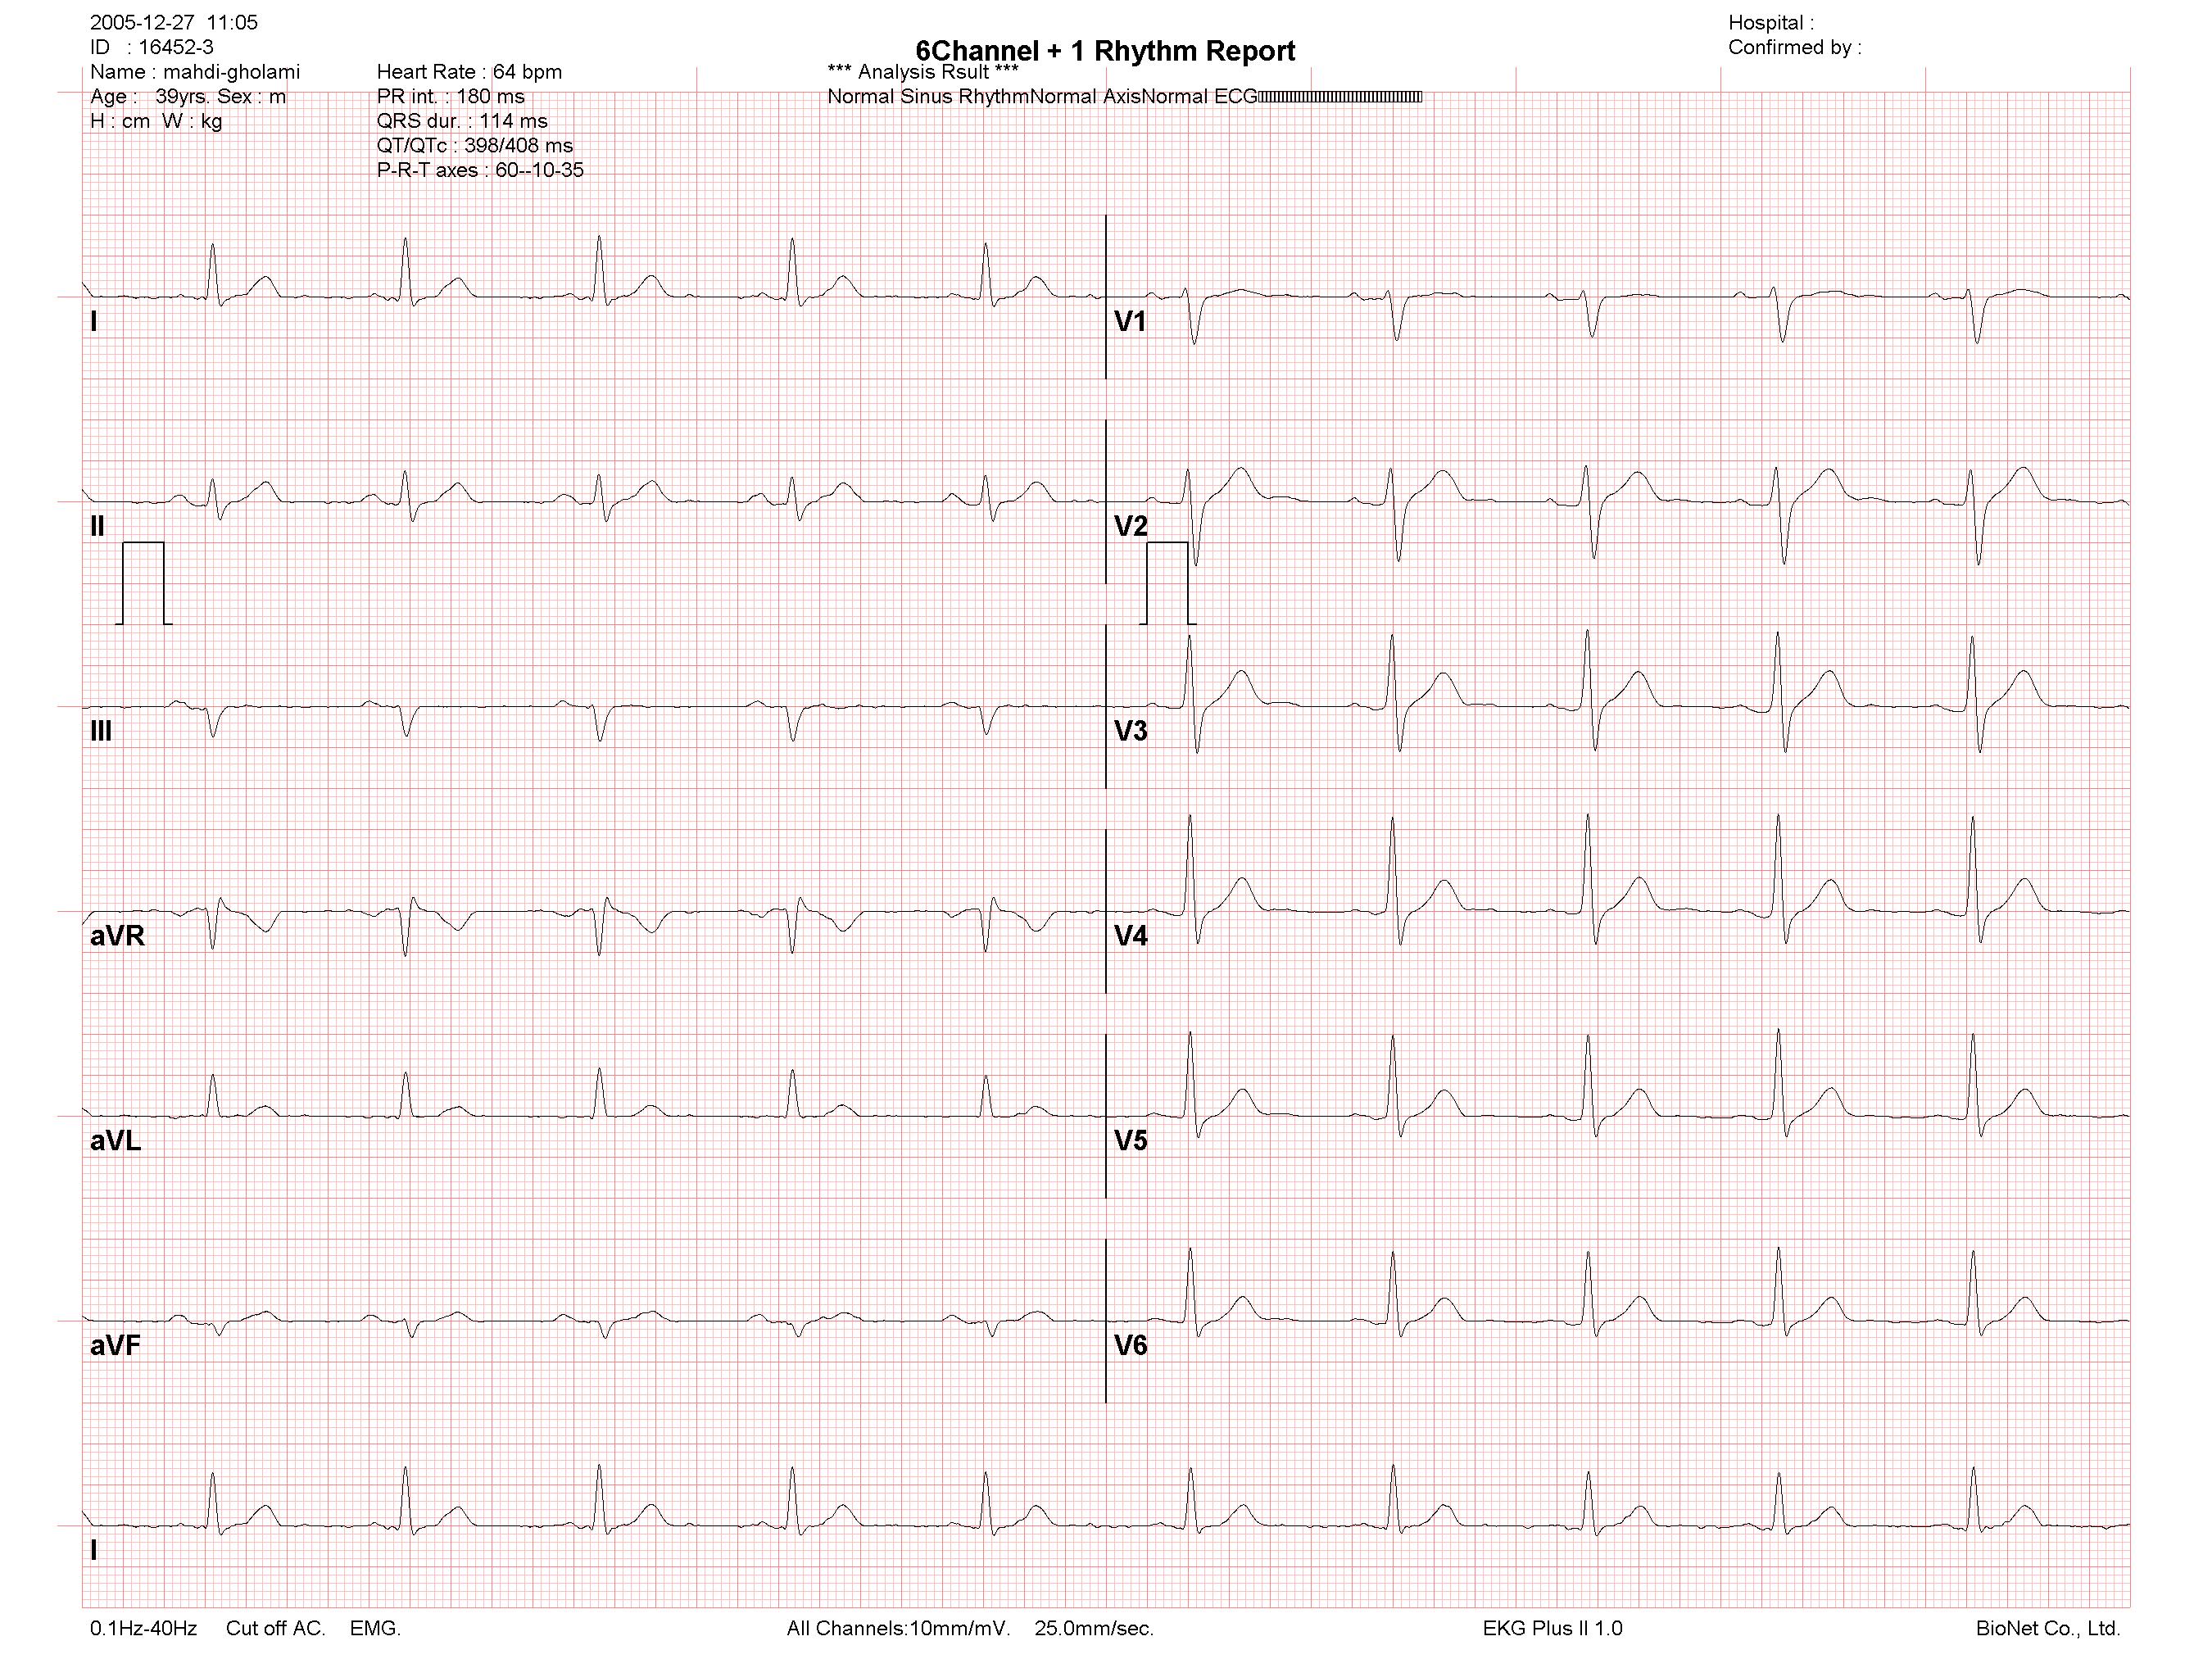 2005-12-27 11:05
ID : 16452-3
Name : mahdi-gholami
Age : 39yrs. Sex : m
H : cm W : kg
Heart Rate : 64 bpm
PR int. : 180 ms
QRS dur. : 114 ms
QT/QTc : 398/408 ms
P-R-T axes : 60--10-35
6Channel + 1 Rhythm Report
*** Analysis Rsult ***
Normal Sinus RhythmNormal AxisNormal ECG
Hospital :
Confirmed by :
I
V1
II
V2
III
V3
aVR
V4
aVL
V5
aVF
V6
I
0.1Hz-40Hz Cut off AC. EMG. All Channels:10mm/mV. 25.0mm/sec. EKG Plus II 1.0 BioNet Co., Ltd.